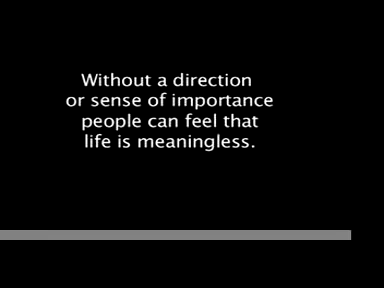 Without a direction
or sense of importance
people can feel that
life is meaningless.